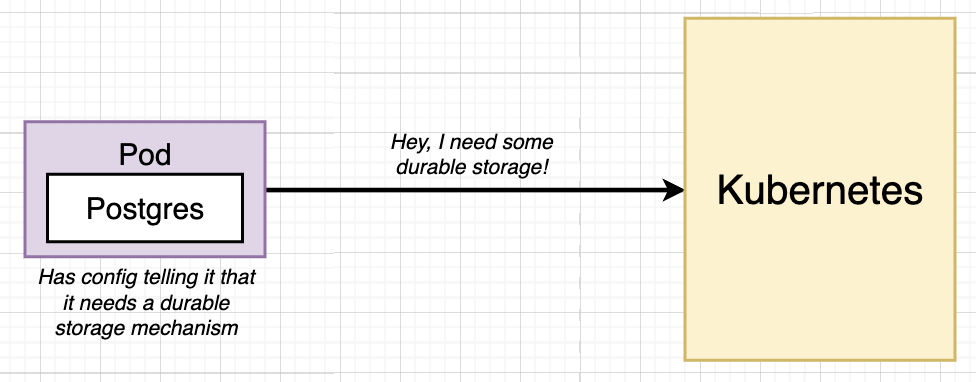 Pod
Postgres
Has config telling it that
it needs a durable
storage mechanism
Hey, I need some
durable storage!
Kubernetes